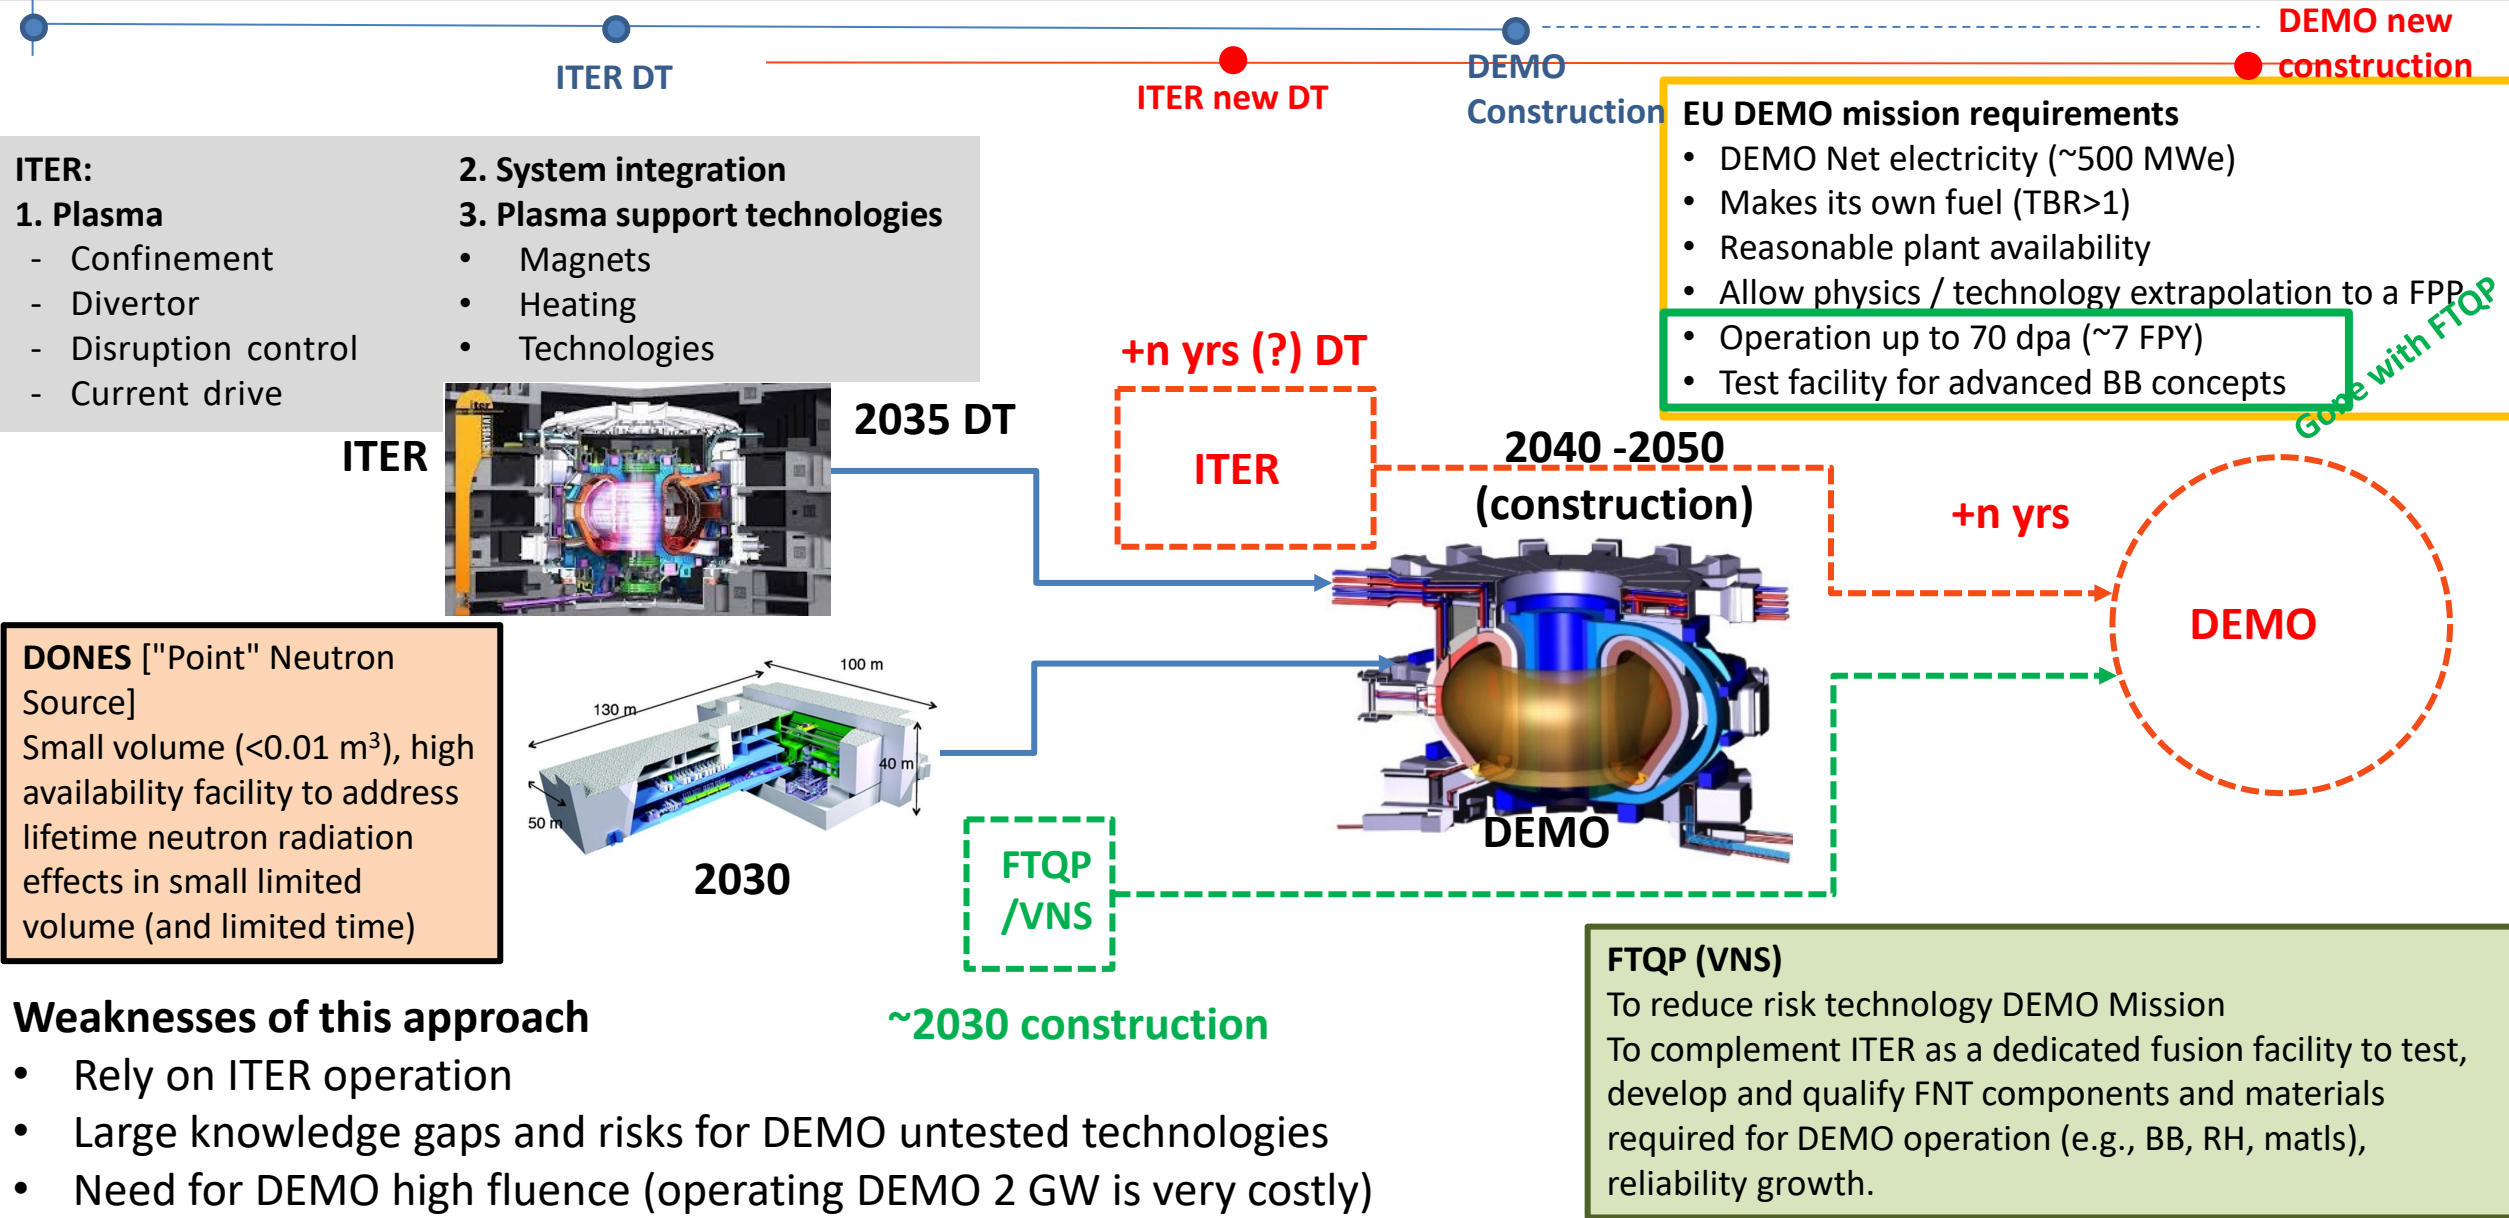 ITER DT
ITER new DT
DEMO
Construction
DEMO new
construction
ITER:
1. Plasma
- Confinement
- Divertor
- Disruption control
- Current drive
2. System integration
3. Plasma support technologies
• Magnets
• Heating
• Technologies
EU DEMO mission requirements
• DEMO Net electricity (~500 MWe)
• Makes its own fuel (TBR>1)
• Reasonable plant availability
• Allow physics / technology extrapolation to a FPP
• Operation up to 70 dpa (~7 FPY)
• Test facility for advanced BB concepts
Gone with FTQP
ITER
iter
2035 DT
+n yrs (?) DT
ITER
2040 -2050
(construction)
+n yrs
DEMO
DEMO
DONES ["Point" Neutron
Source]
Small volume (<0.01 m³), high
availability facility to address
lifetime neutron radiation
effects in small limited
volume (and limited time)
100 m
130 m
40 m
50 m
2030
FTQP
/VNS
~2030 construction
Weaknesses of this approach
• Rely on ITER operation
• Large knowledge gaps and risks for DEMO untested technologies
• Need for DEMO high fluence (operating DEMO 2 GW is very costly)
FTQP (VNS)
To reduce risk technology DEMO Mission
To complement ITER as a dedicated fusion facility to test,
develop and qualify FNT components and materials
required for DEMO operation (e.g., BB, RH, matls),
reliability growth.